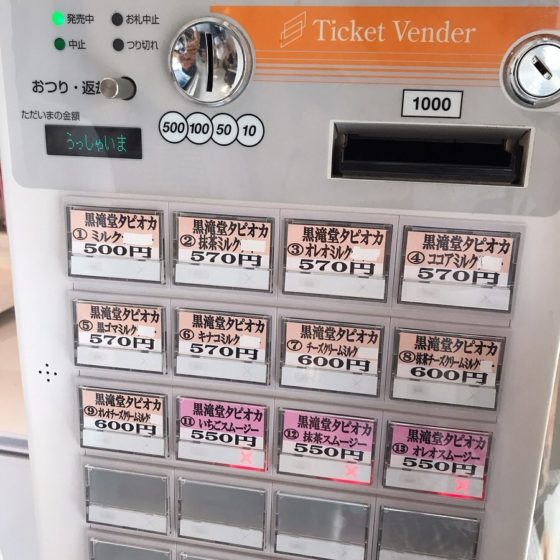 発売中 お札中止
中止 つり切れ
Ticket Vender
おつり・返却
ただいまの金額
っしゃいま
500 100 50 10
1000
黒滝堂タピオカ
①ミルク
500円
黒滝堂タピオカ
②抹茶ミルク
570円
黒滝堂タピオカ
③オレオミルク
570円
黒滝堂タピオカ
④ココアミルク
570円
黒滝堂タピオカ
⑤黒ゴマミルク
570円
黒滝堂タピオカ
⑥キナコミルク
570円
黒滝堂タピオカ
⑦チーズクリームミルク
600円
黒滝堂タピオカ
⑧抹茶チーズクリームミルク
600円
黒滝堂タピオカ
⑨オレオチーズクリームミルク
600円
黒滝堂タピオカ
⑪いちごスムージー
550円
黒滝堂タピオカ
⑫抹茶スムージー
550円
黒滝堂タピオカ
⑬オレオスムージー
550円